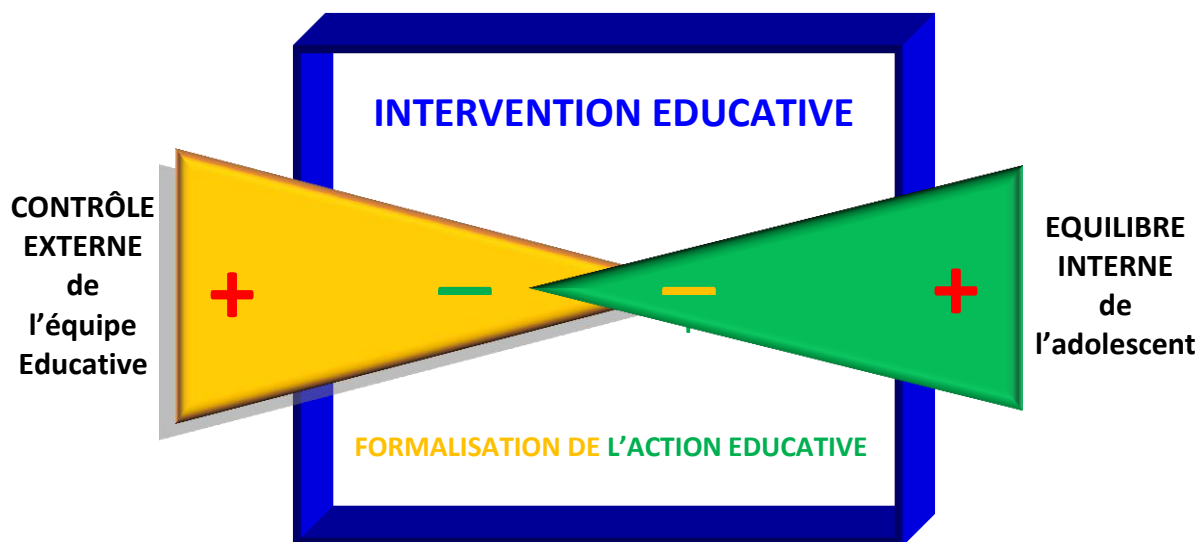 INTERVENTION EDUCATIVE
CONTRÔLE
EXTERNE
de
l’équipe
Educative
+
—
—
+
EQUILIBRE
INTERNE
de
l’adolescent
FORMALISATION DE L’ACTION EDUCATIVE